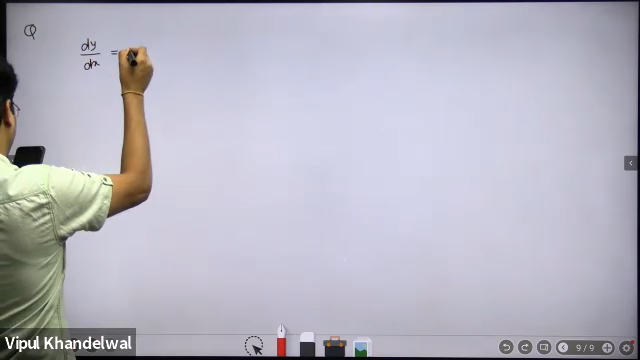 Q
dy/dx =
Vipul Khandelwal
9/9